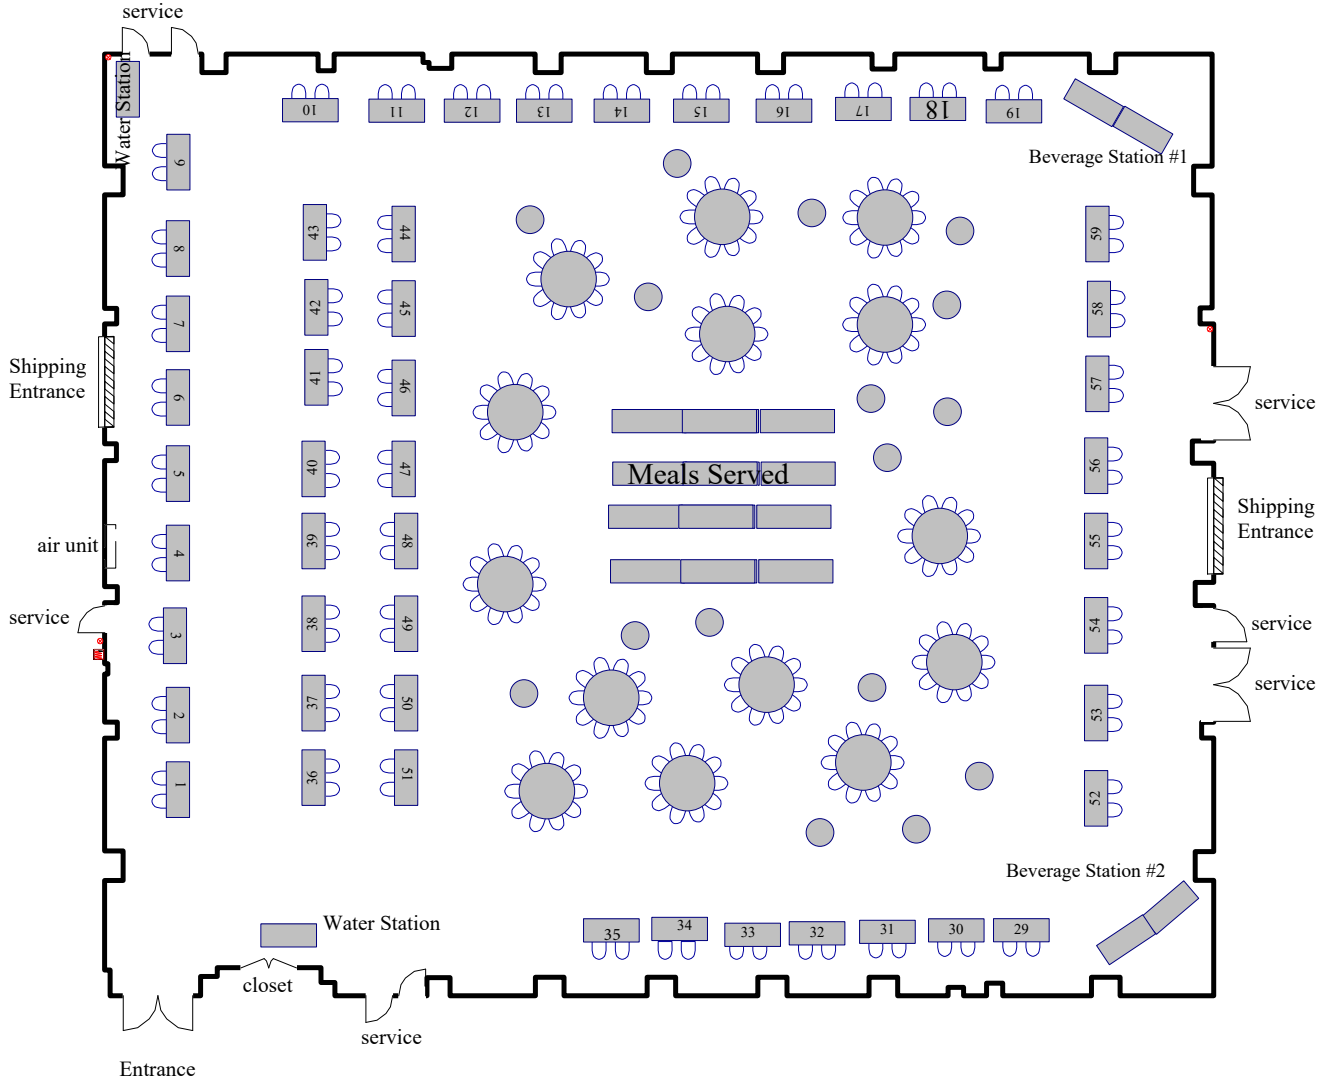 service
Water Station
10
11
12
13
14
15
16
17
18
19
Beverage Station #1
9
8
7
6
5
4
3
2
1
43
42
41
40
39
38
37
36
44
45
46
47
48
49
50
51
59
58
57
56
55
54
53
52
Shipping
Entrance
air unit
service
Meals Served
service
Shipping
Entrance
service
service
Beverage Station #2
Water Station
35
34
33
32
31
30
29
closet
service
Entrance